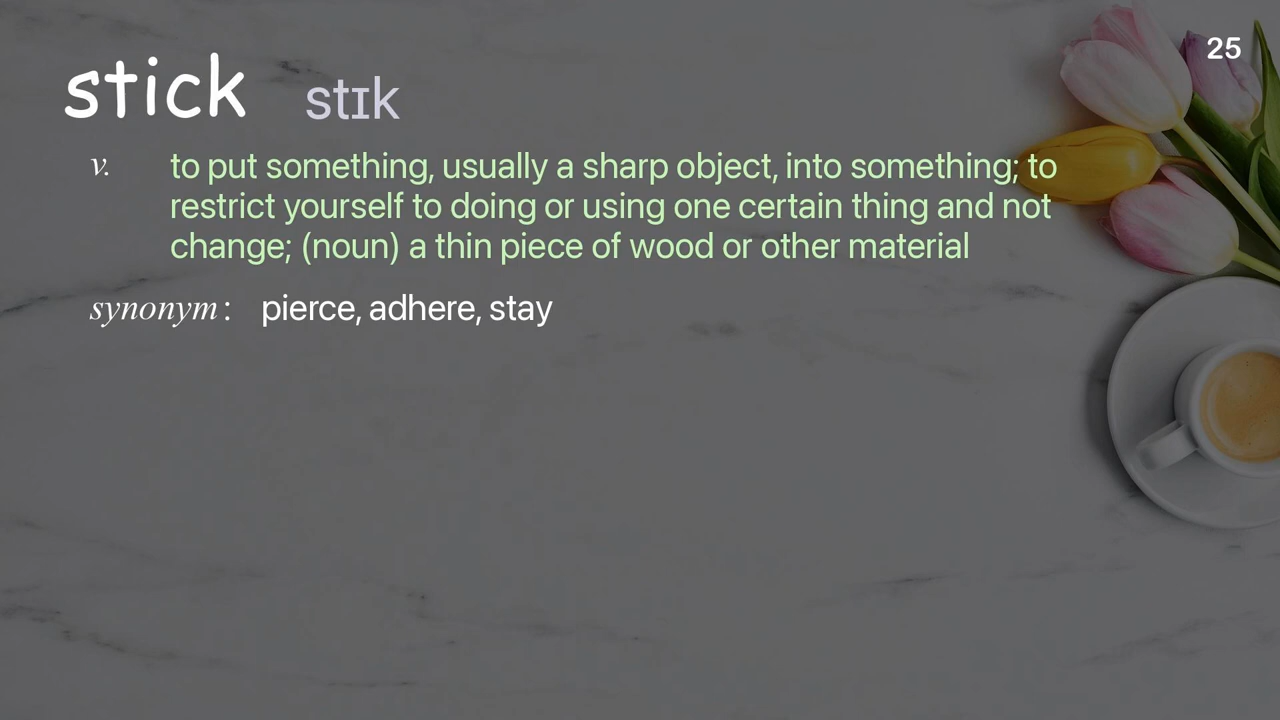 25
stick stɪk
v. to put something, usually a sharp object, into something; to
restrict yourself to doing or using one certain thing and not
change; (noun) a thin piece of wood or other material
synonym: pierce, adhere, stay